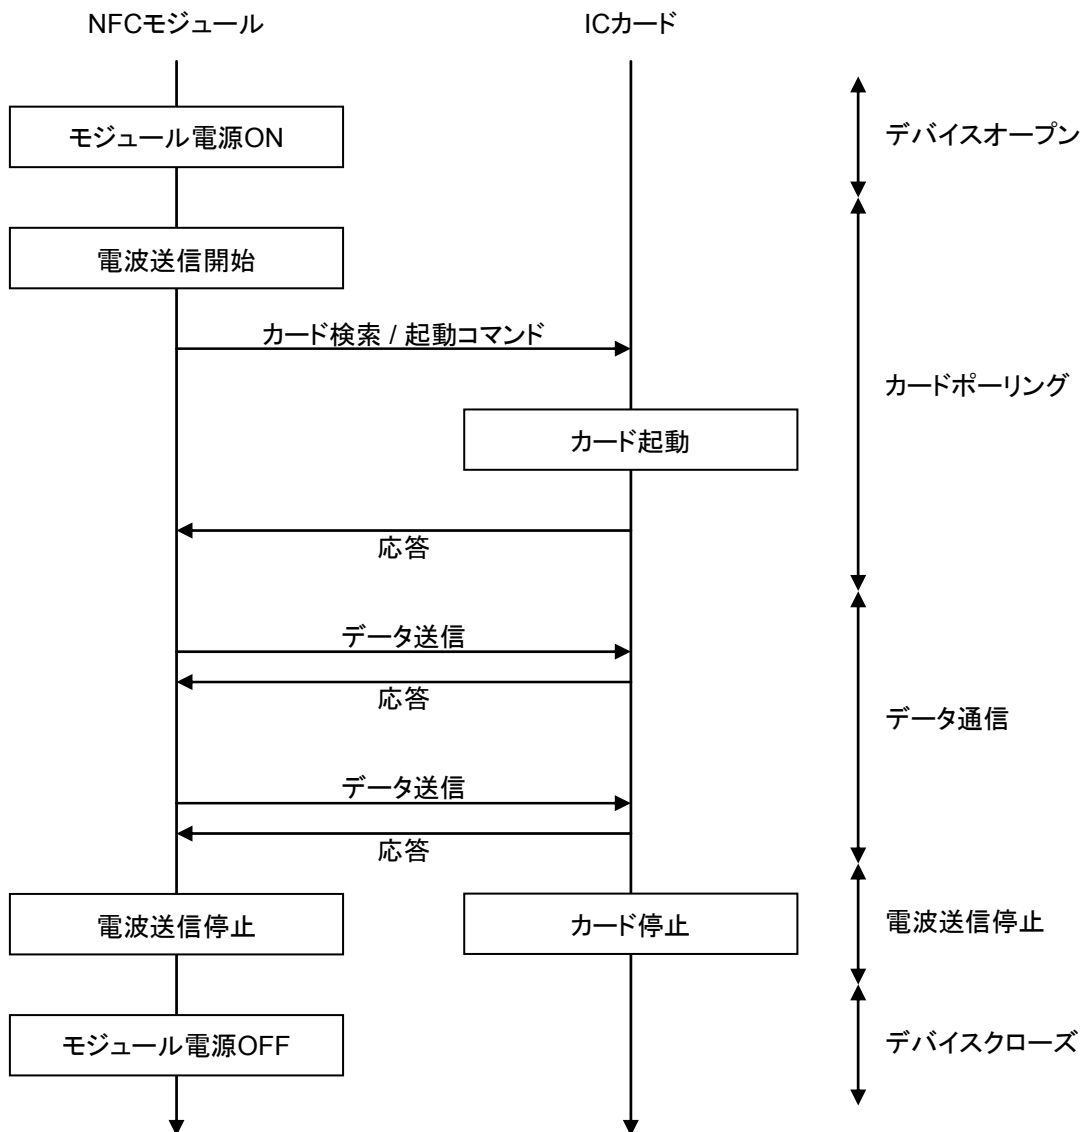 NFCモジュール
ICカード
モジュール電源ON
デバイスオープン
電波送信開始
カード検索 / 起動コマンド
カードポーリング
カード起動
応答
データ送信
応答
データ通信
データ送信
応答
電波送信停止
カード停止
電波送信停止
モジュール電源OFF
デバイスクローズ